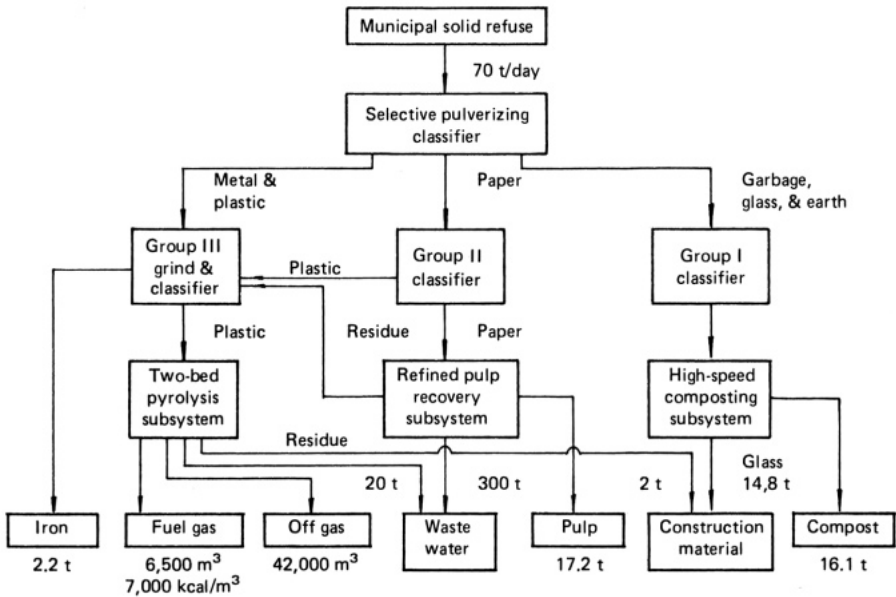 Municipal solid refuse
70 t/day
Selective pulverizing
classifier
Metal &
plastic
Paper
Garbage,
glass, & earth
Group III
grind &
classifier
Plastic
Group II
classifier
Group I
classifier
Plastic
Residue
Paper
Two-bed
pyrolysis
subsystem
Refined pulp
recovery
subsystem
High-speed
composting
subsystem
Residue
20 t
300 t
2 t
Glass
14,8 t
Iron
Fuel gas
Off gas
Waste
water
Pulp
Construction
material
Compost
2.2 t
6,500 m³
7,000 kcal/m³
42,000 m³
17.2 t
16.1 t